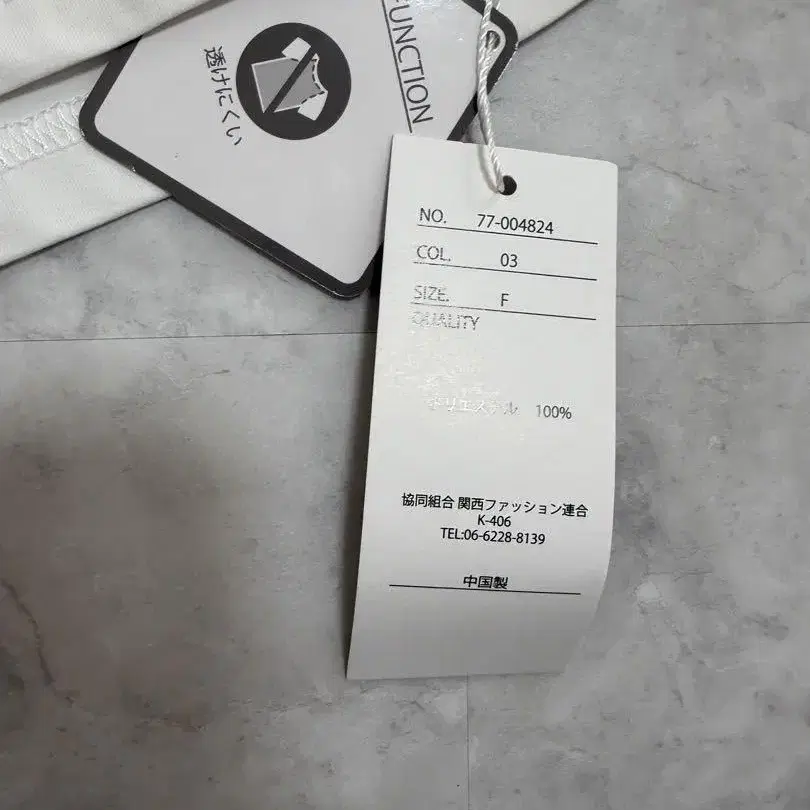 FUNCTION
透けにくい
NO. 77-004824
COL. 03
SIZE. F
QUALITY
ポリエステル 100%
協同組合 関西ファッション連合
K-406
TEL:06-6228-8139
中国製